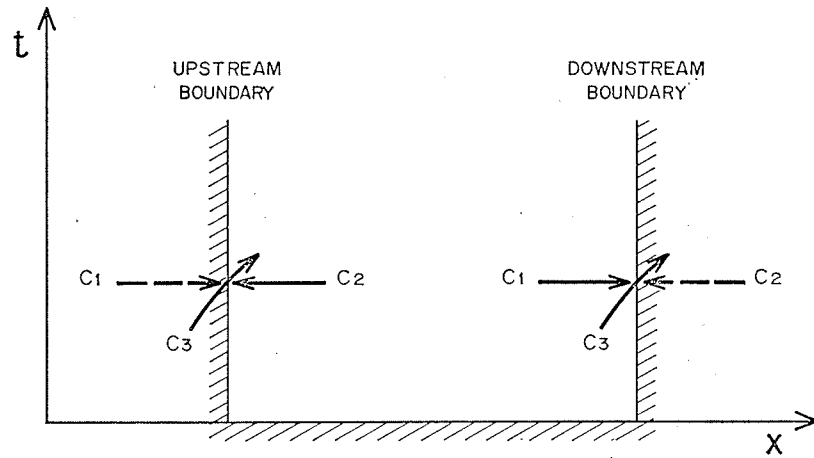 t
UPSTREAM
BOUNDARY
DOWNSTREAM
BOUNDARY
C1
C2
C3
C1
C2
C3
X